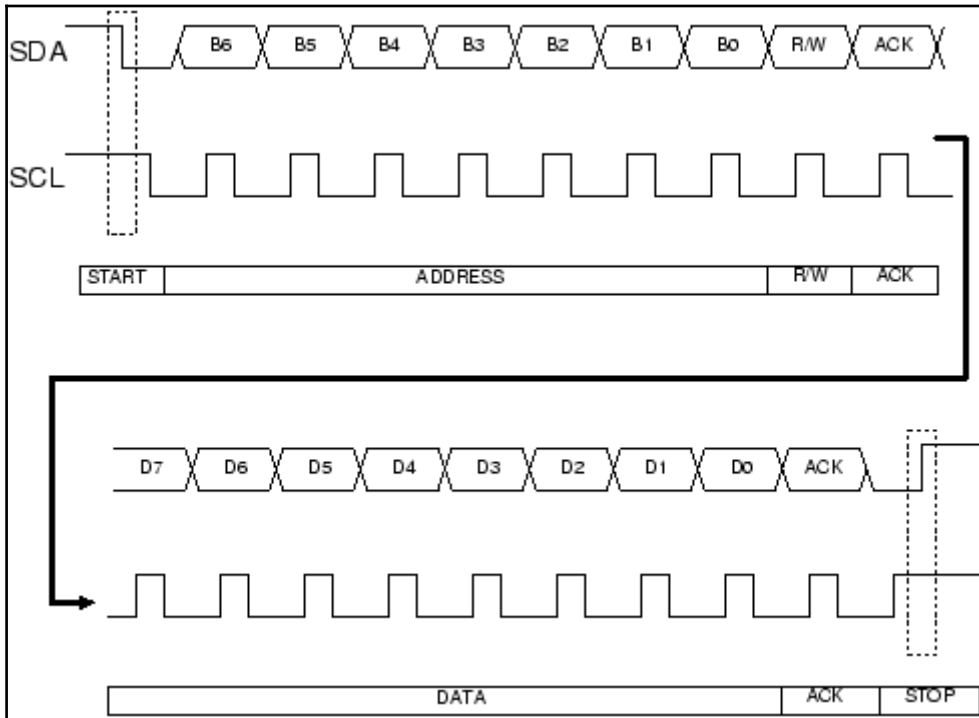 SDA B6 B5 B4 B3 B2 B1 B0 R/W ACK
SCL
START ADDRESS R/W ACK
D7 D6 D5 D4 D3 D2 D1 D0 ACK
DATA ACK STOP